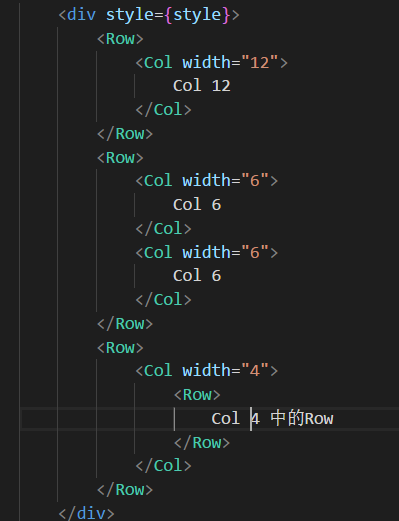 <div style={style}>
<Row>
<Col width="12">
Col 12
</Col>
</Row>
<Row>
<Col width="6">
Col 6
</Col>
<Col width="6">
Col 6
</Col>
</Row>
<Row>
<Col width="4">
<Row>
Col 4 中的Row
</Row>
</Col>
</Row>
</div>